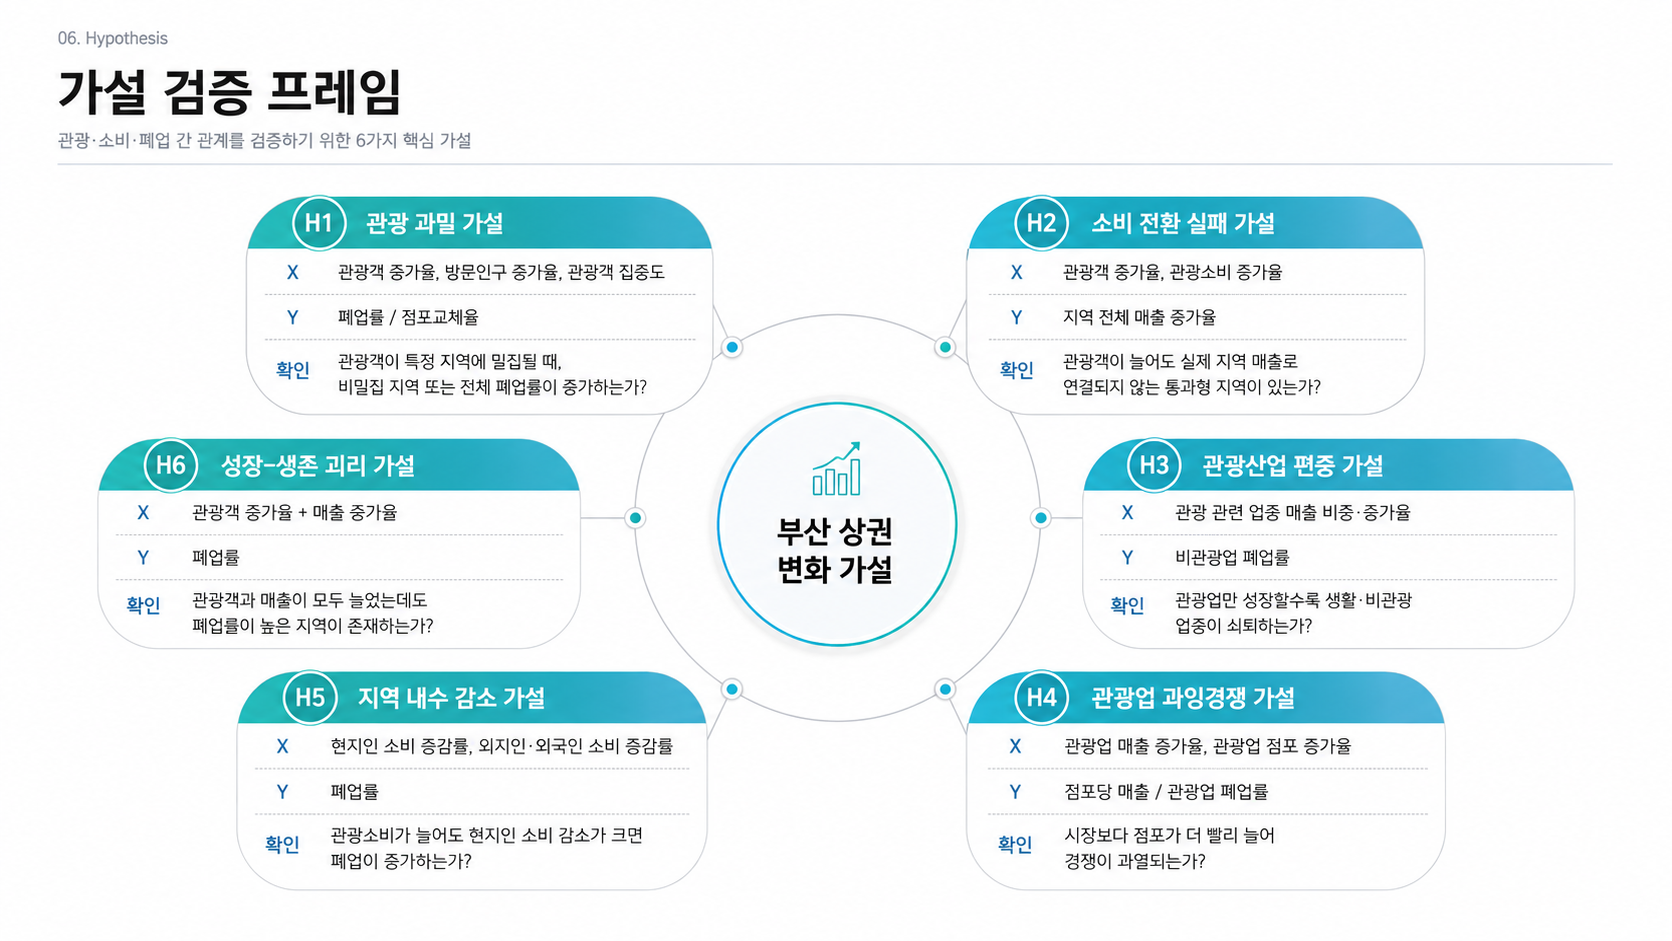 06. Hypothesis
가설 검증 프레임
관광·소비·폐업 간 관계를 검증하기 위한 6가지 핵심 가설
H1 관광 과밀 가설
X 관광객 증가율, 방문인구 증가율, 관광객 집중도
Y 폐업률 / 점포교체율
확인 관광객이 특정 지역에 밀집될 때,
비밀집 지역 또는 전체 폐업률이 증가하는가?
H2 소비 전환 실패 가설
X 관광객 증가율, 관광소비 증가율
Y 지역 전체 매출 증가율
확인 관광객이 늘어도 실제 지역 매출로
연결되지 않는 통과형 지역이 있는가?
H6 성장-생존 괴리 가설
X 관광객 증가율 + 매출 증가율
Y 폐업률
확인 관광객과 매출이 모두 늘었는데도
폐업률이 높은 지역이 존재하는가?
부산 상권
변화 가설
H3 관광산업 편중 가설
X 관광 관련 업종 매출 비중·증가율
Y 비관광업 폐업률
확인 관광업만 성장할수록 생활·비관광
업종이 쇠퇴하는가?
H5 지역 내수 감소 가설
X 현지인 소비 증감률, 외지인·외국인 소비 증감률
Y 폐업률
확인 관광소비가 늘어도 현지인 소비 감소가 크면
폐업이 증가하는가?
H4 관광업 과잉경쟁 가설
X 관광업 매출 증가율, 관광업 점포 증가율
Y 점포당 매출 / 관광업 폐업률
확인 시장보다 점포가 더 빨리 늘어
경쟁이 과열되는가?